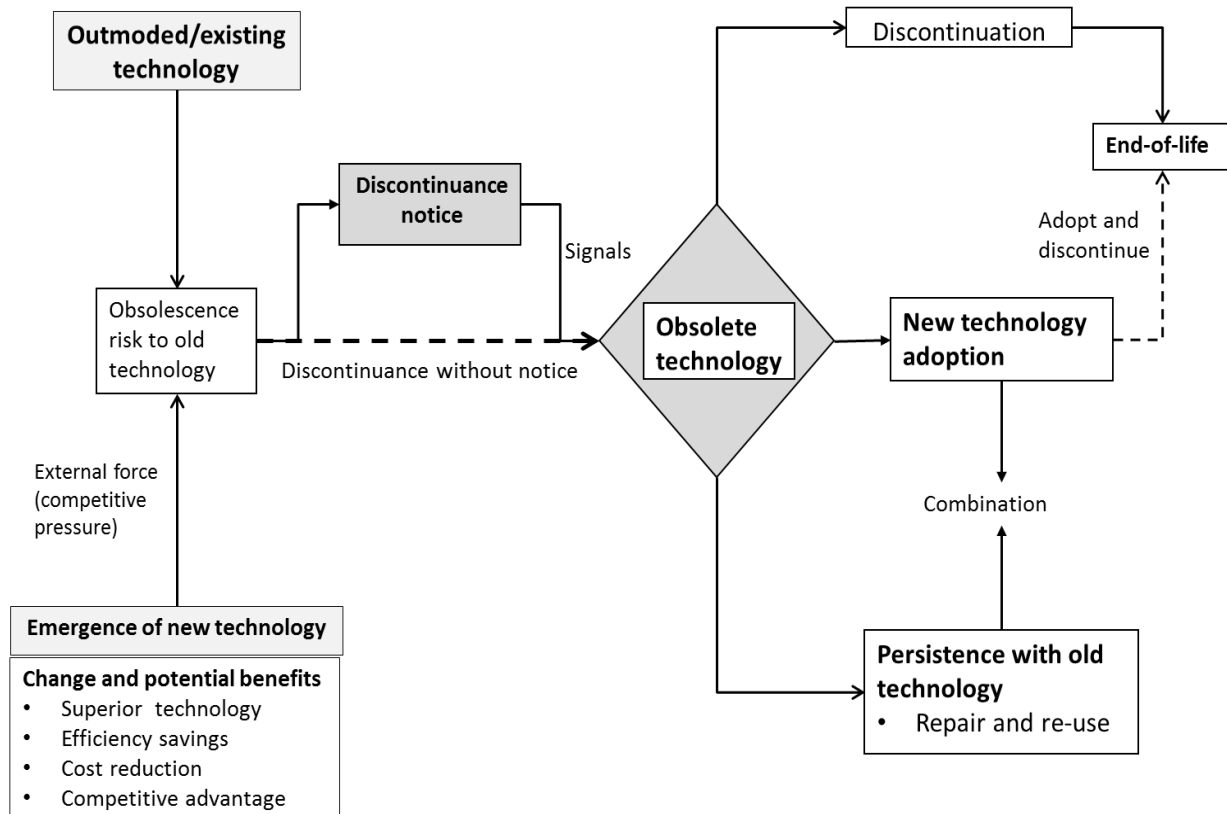 Outmoded/existing
technology
Discontinuation
End-of-life
Discontinuance
notice
Signals
Adopt and
discontinue
Obsolescence
risk to old
technology
Discontinuance without notice
Obsolete
technology
New technology
adoption
External force
(competitive
pressure)
Combination
Emergence of new technology
Change and potential benefits
• Superior technology
• Efficiency savings
• Cost reduction
• Competitive advantage
Persistence with old
technology
• Repair and re-use